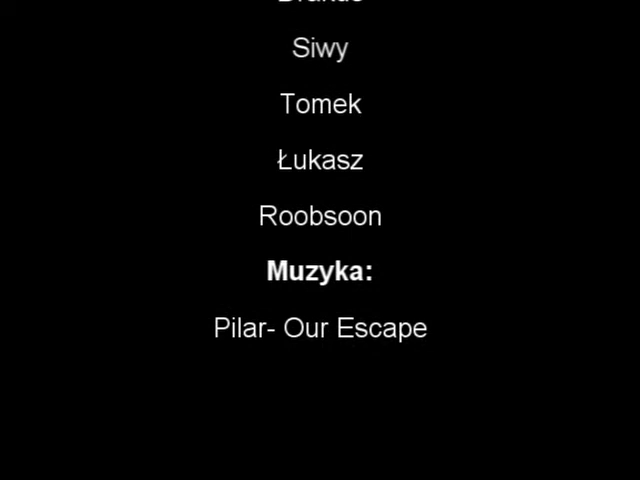 Siwy
Tomek
Łukasz
Roobsoon
Muzyka:
Pilar- Our Escape